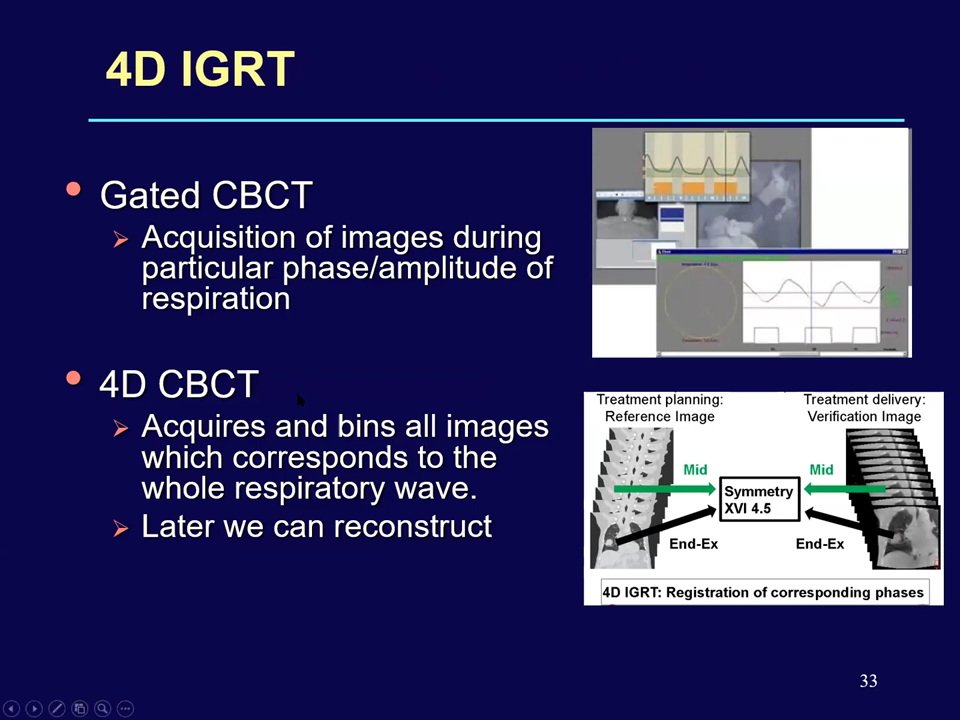 4D IGRT
• Gated CBCT
➢ Acquisition of images during
particular phase/amplitude of
respiration
• 4D CBCT
➢ Acquires and bins all images
which corresponds to the
whole respiratory wave.
➢ Later we can reconstruct
Treatment planning:
Reference Image
Treatment delivery:
Verification Image
Mid
Mid
Symmetry
XVI 4.5
End-Ex
End-Ex
4D IGRT: Registration of corresponding phases
33